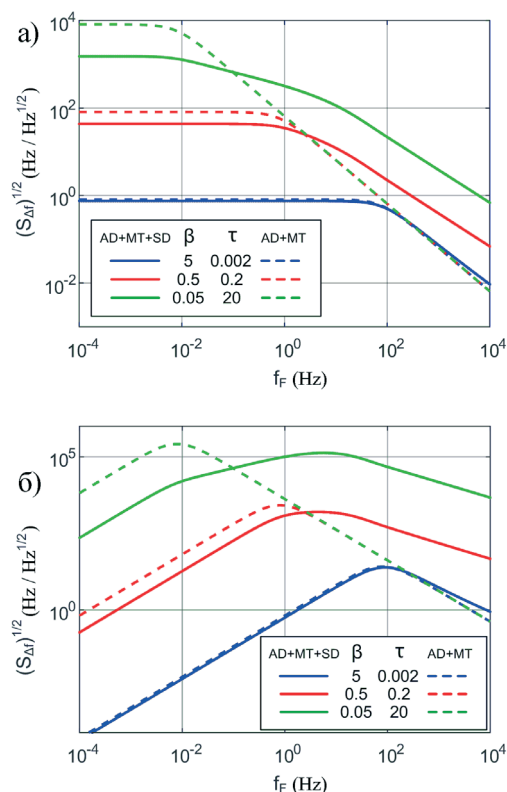 а)
(S_Δf)^1/2 (Hz / Hz^1/2)
10^4
10^2
10^0
10^-2
AD+MT+SD β τ AD+MT
5 0.002
0.5 0.2
0.05 20
10^-4 10^-2 10^0 10^2 10^4
f_F (Hz)
б)
(S_Δf)^1/2 (Hz / Hz^1/2)
10^5
10^0
AD+MT+SD β τ AD+MT
5 0.002
0.5 0.2
0.05 20
10^-4 10^-2 10^0 10^2 10^4
f_F (Hz)